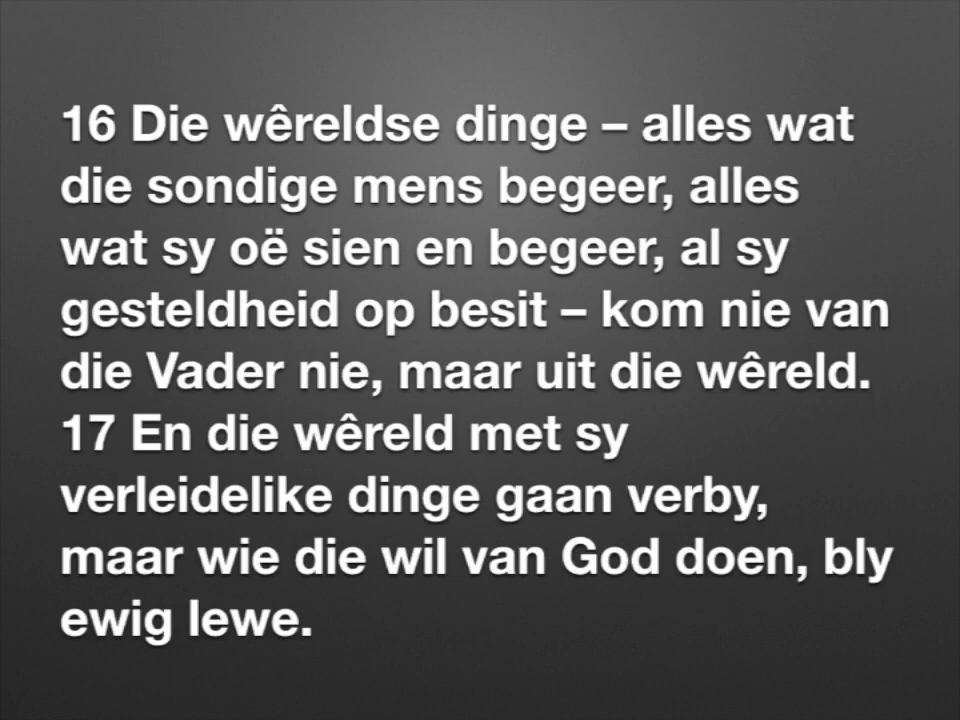 16 Die wêreldse dinge – alles wat
die sondige mens begeer, alles
wat sy oë sien en begeer, al sy
gesteldheid op besit – kom nie van
die Vader nie, maar uit die wêreld.
17 En die wêreld met sy
verleidelike dinge gaan verby,
maar wie die wil van God doen, bly
ewig lewe.